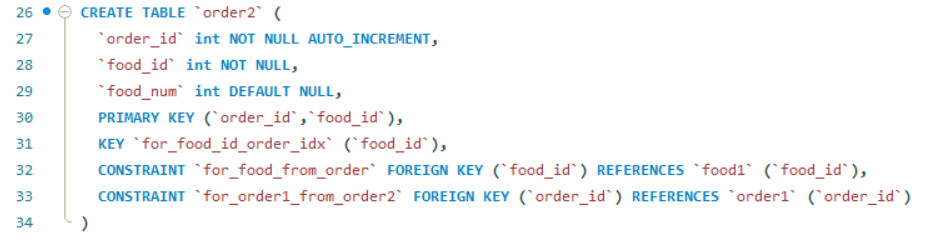 26 CREATE TABLE `order2` (
27 `order_id` int NOT NULL AUTO_INCREMENT,
28 `food_id` int NOT NULL,
29 `food_num` int DEFAULT NULL,
30 PRIMARY KEY (`order_id`,`food_id`),
31 KEY `for_food_id_order_idx` (`food_id`),
32 CONSTRAINT `for_food_from_order` FOREIGN KEY (`food_id`) REFERENCES `food1` (`food_id`),
33 CONSTRAINT `for_order1_from_order2` FOREIGN KEY (`order_id`) REFERENCES `order1` (`order_id`)
34 )